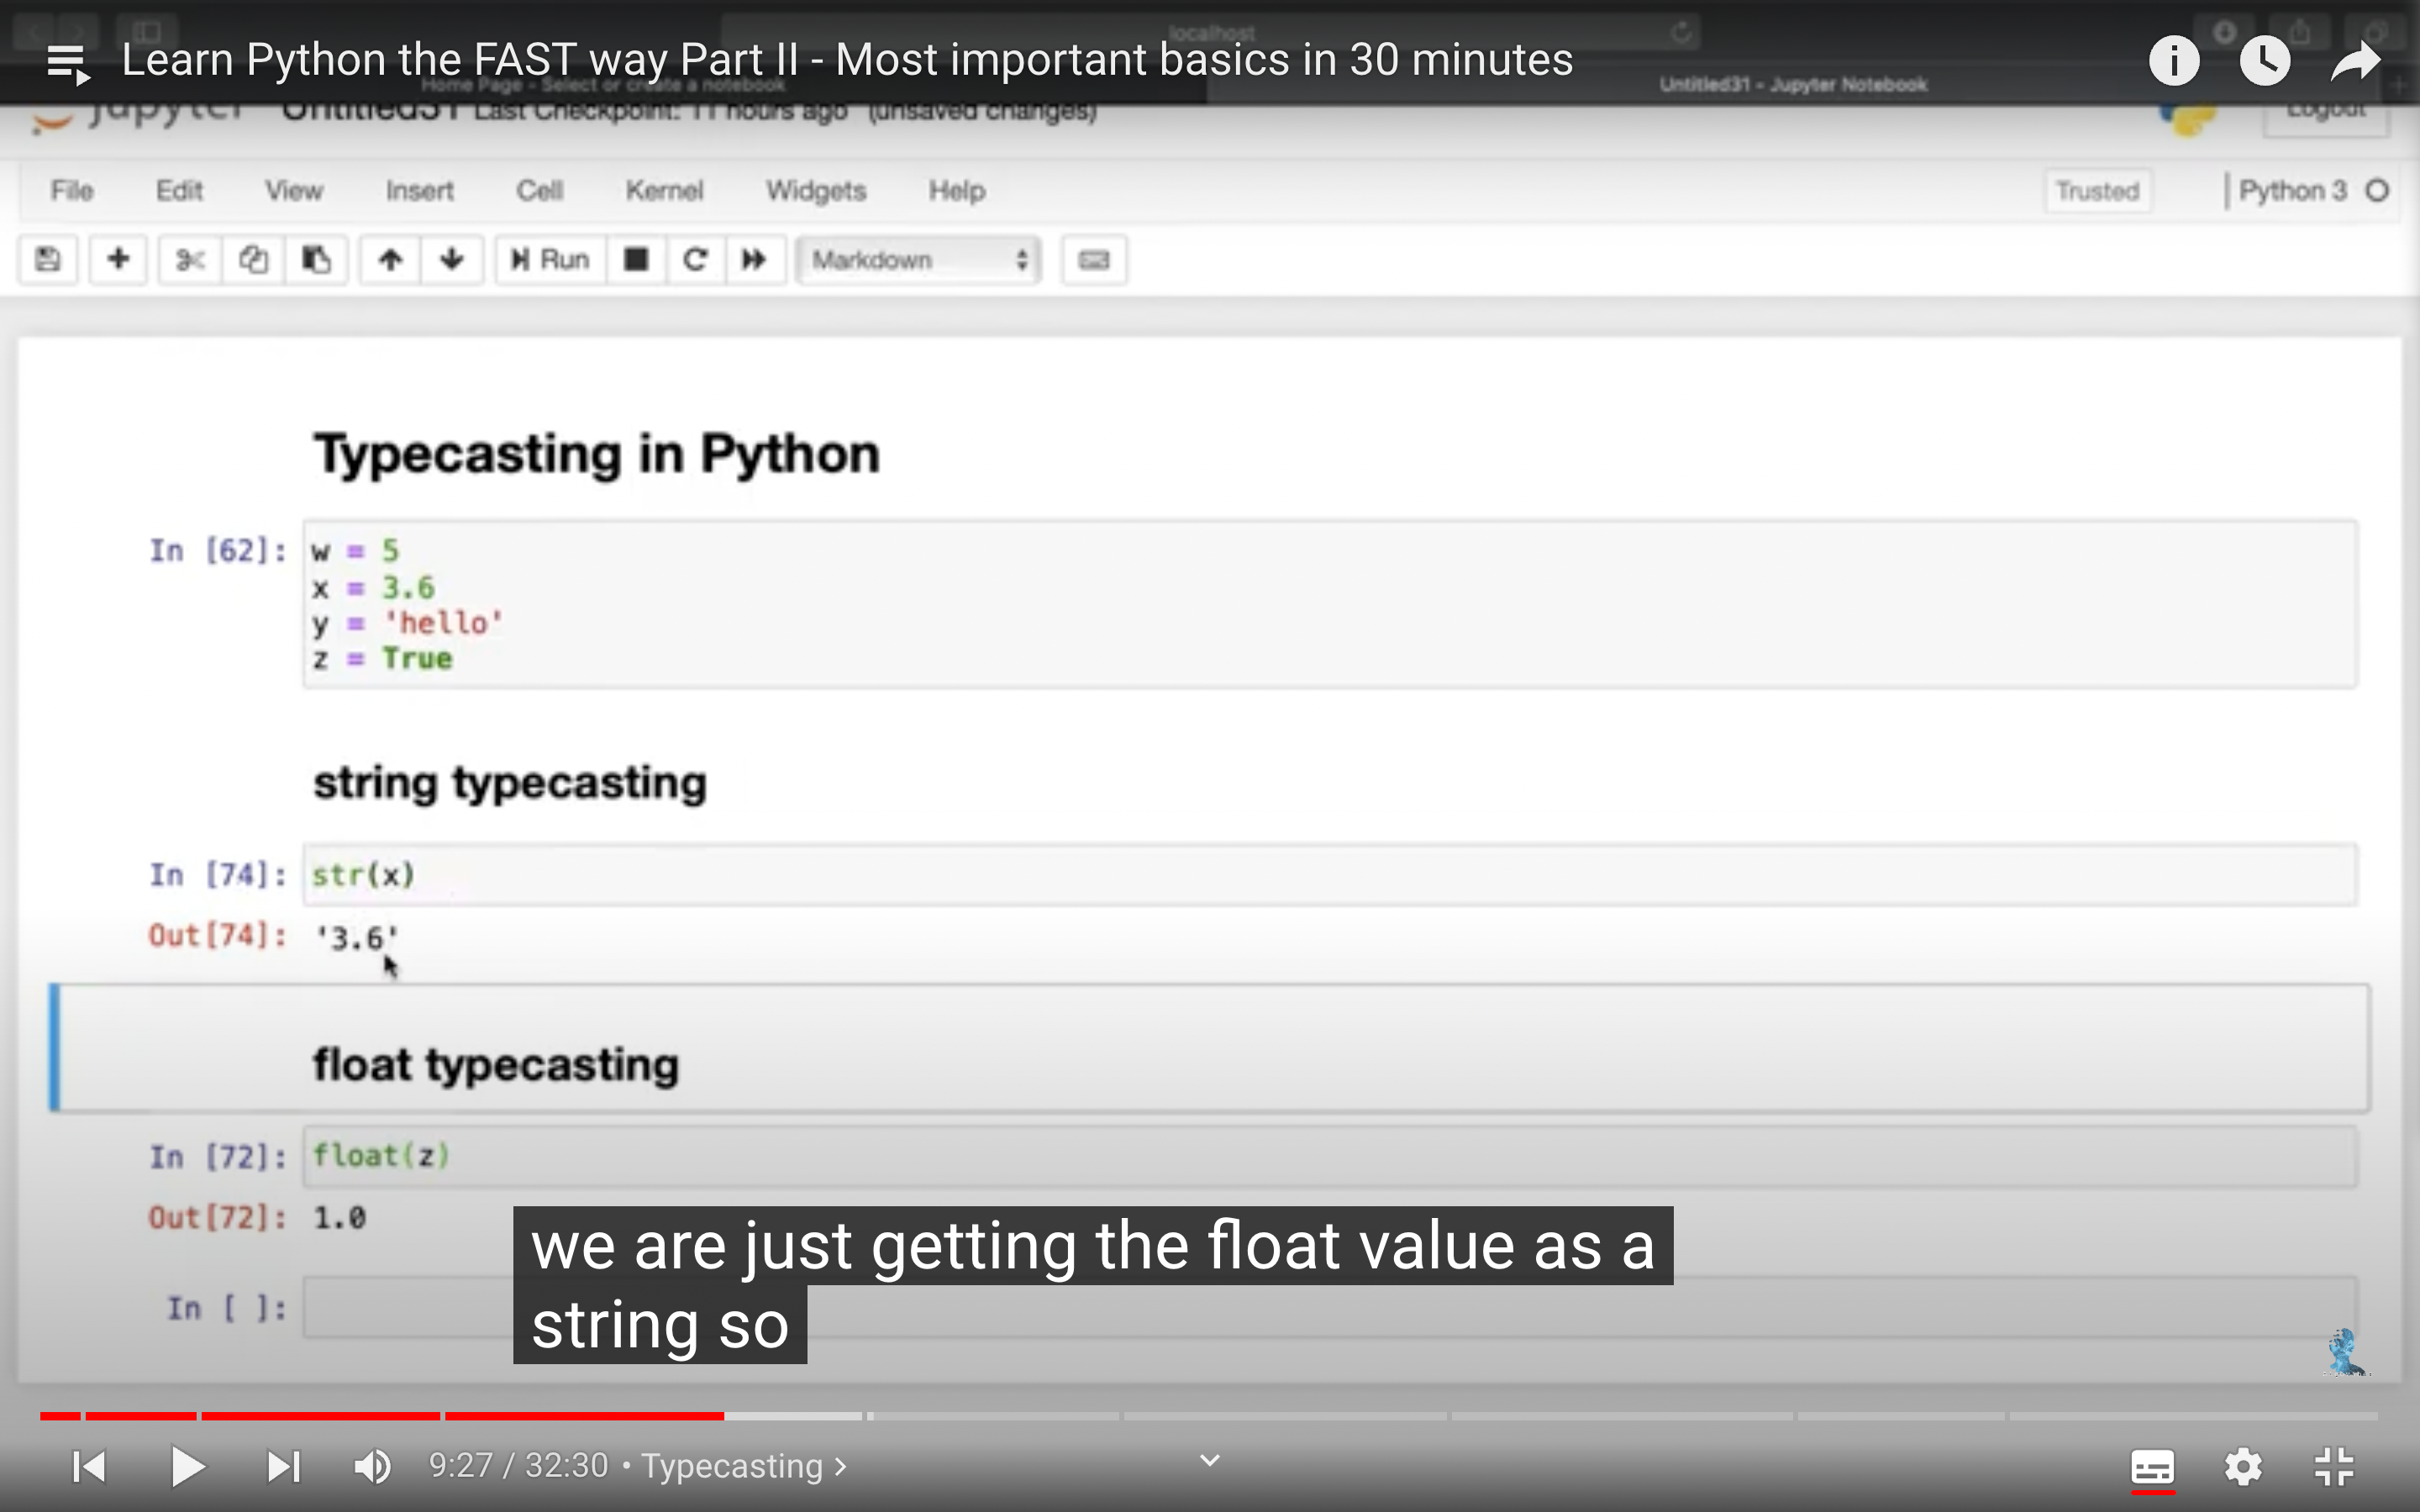 localhost
Learn Python the FAST way Part II - Most important basics in 30 minutes
Home Page - Select or create a notebook
Untitled31 - Jupyter Notebook
jupyter Untitled31 Last Checkpoint: 11 hours ago (unsaved changes)
Logout
File Edit View Insert Cell Kernel Widgets Help
Trusted
Python 3
Run
Markdown
Typecasting in Python
In [62]: w = 5
x = 3.6
y = 'hello'
z = True
string typecasting
In [74]: str(x)
Out[74]: '3.6'
float typecasting
In [72]: float(z)
Out[72]: 1.0
we are just getting the float value as a
string so
In [ ]:
9:27 / 32:30 • Typecasting >